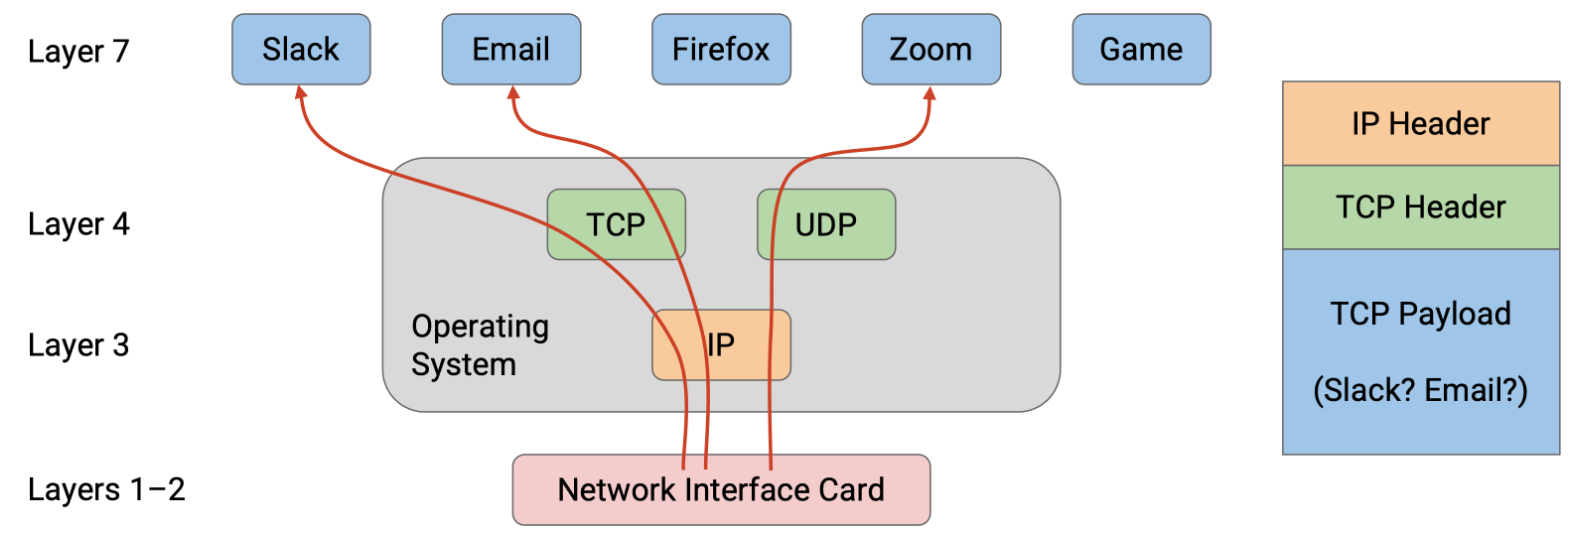 Layer 7
Slack
Email
Firefox
Zoom
Game
Layer 4
TCP
UDP
Operating
System
Layer 3
IP
Layers 1–2
Network Interface Card
IP Header
TCP Header
TCP Payload
(Slack? Email?)